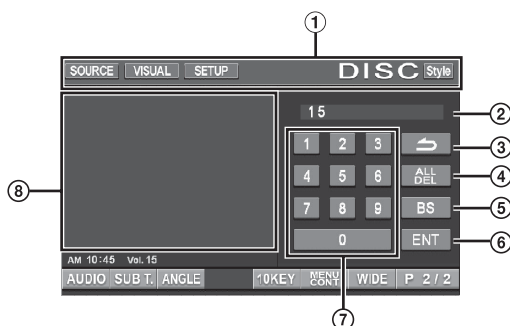 ①
SOURCE VISUAL SETUP DISC Style
15 ②
1 2 3 ③
4 5 6 ALL DEL ④
⑧
7 8 9 BS ⑤
0 ENT ⑥
AM 10:45 Vol. 15
AUDIO SUB T. ANGLE 10KEY MENU CONT WIDE P 2/2
⑦